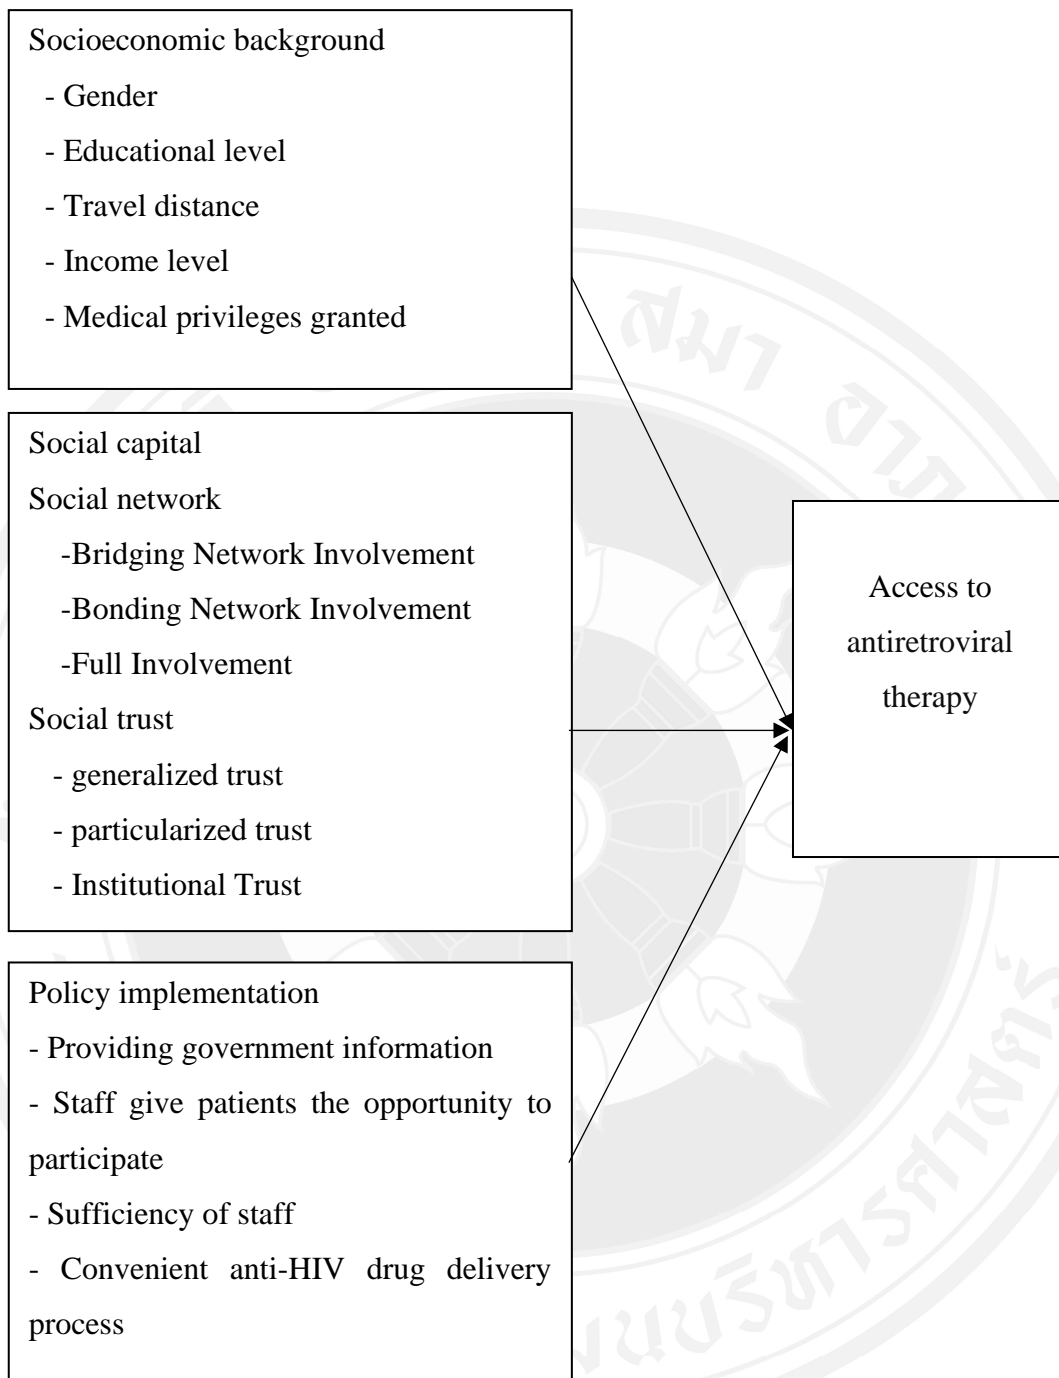 Socioeconomic background
- Gender
- Educational level
- Travel distance
- Income level
- Medical privileges granted
Social capital
Social network
-Bridging Network Involvement
-Bonding Network Involvement
-Full Involvement
Social trust
- generalized trust
- particularized trust
- Institutional Trust
Policy implementation
- Providing government information
- Staff give patients the opportunity to
participate
- Sufficiency of staff
- Convenient anti-HIV drug delivery
process
Access to
antiretroviral
therapy